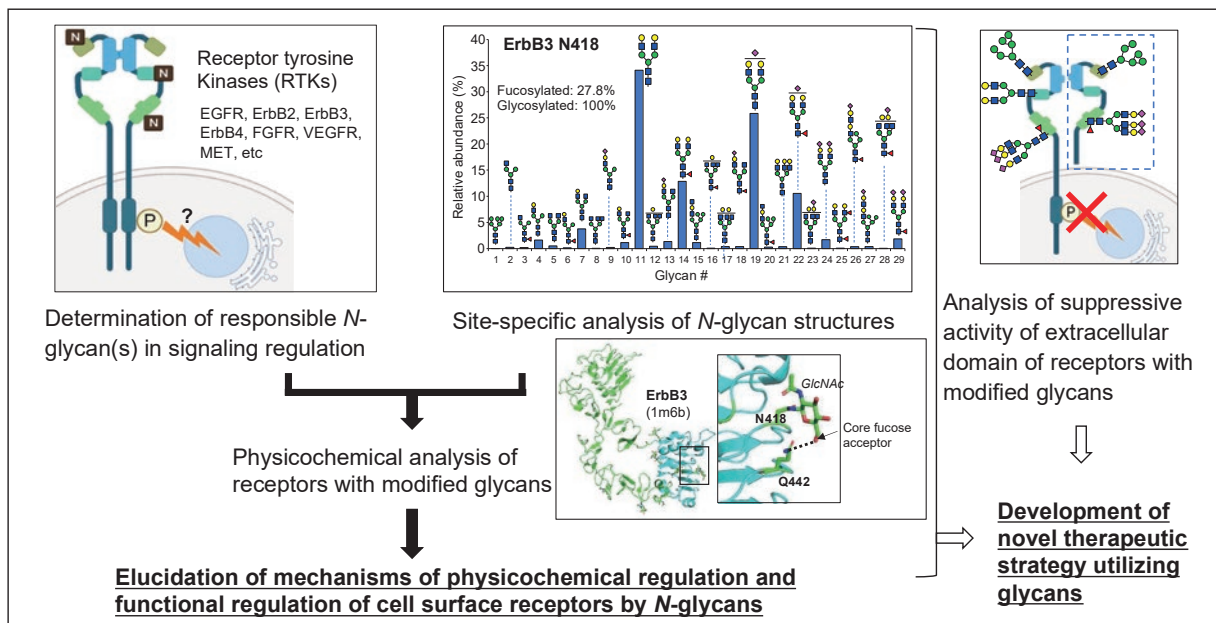 N
N
N
Receptor tyrosine
Kinases (RTKs)
EGFR, ErbB2, ErbB3,
ErbB4, FGFR, VEGFR,
MET, etc
P
?
Determination of responsible N-
glycan(s) in signaling regulation
ErbB3 N418
Fucosylated: 27.8%
Glycosylated: 100%
Relative abundance (%)
40
35
30
25
20
15
10
5
0
1 2 3 4 5 6 7 8 9 10 11 12 13 14 15 16 17 18 19 20 21 22 23 24 25 26 27 28 29
Glycan #
Site-specific analysis of N-glycan structures
P
Analysis of suppressive
activity of extracellular
domain of receptors with
modified glycans
ErbB3
(1m6b)
GlcNAc
N418
Core fucose
acceptor
Q442
Physicochemical analysis of
receptors with modified glycans
Elucidation of mechanisms of physicochemical regulation and
functional regulation of cell surface receptors by N-glycans
Development of
novel therapeutic
strategy utilizing
glycans